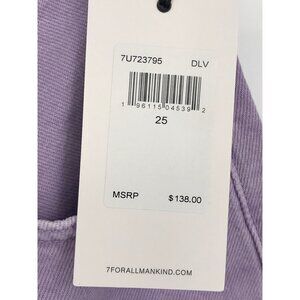 7U723795 DLV
1 96115 04539 2
25
MSRP $138.00
7FORALLMANKIND.COM